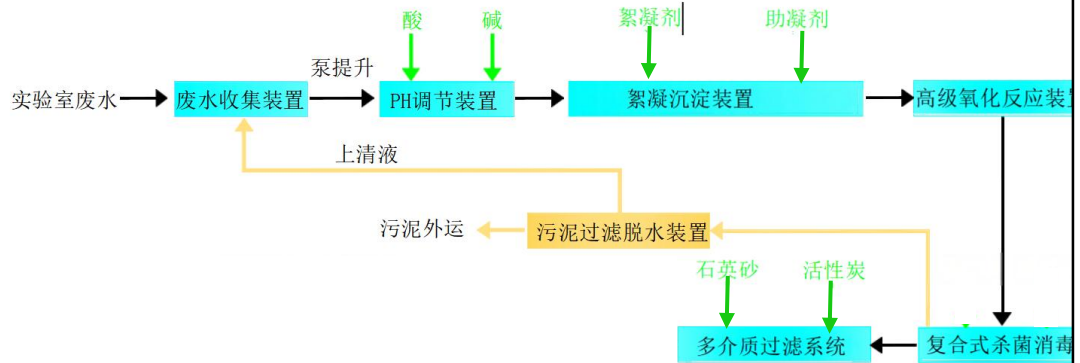 酸
碱
絮凝剂
助凝剂
泵提升
实验室废水
废水收集装置
PH调节装置
絮凝沉淀装置
高级氧化反应装
上清液
污泥外运
污泥过滤脱水装置
石英砂
活性炭
多介质过滤系统
复合式杀菌消毒